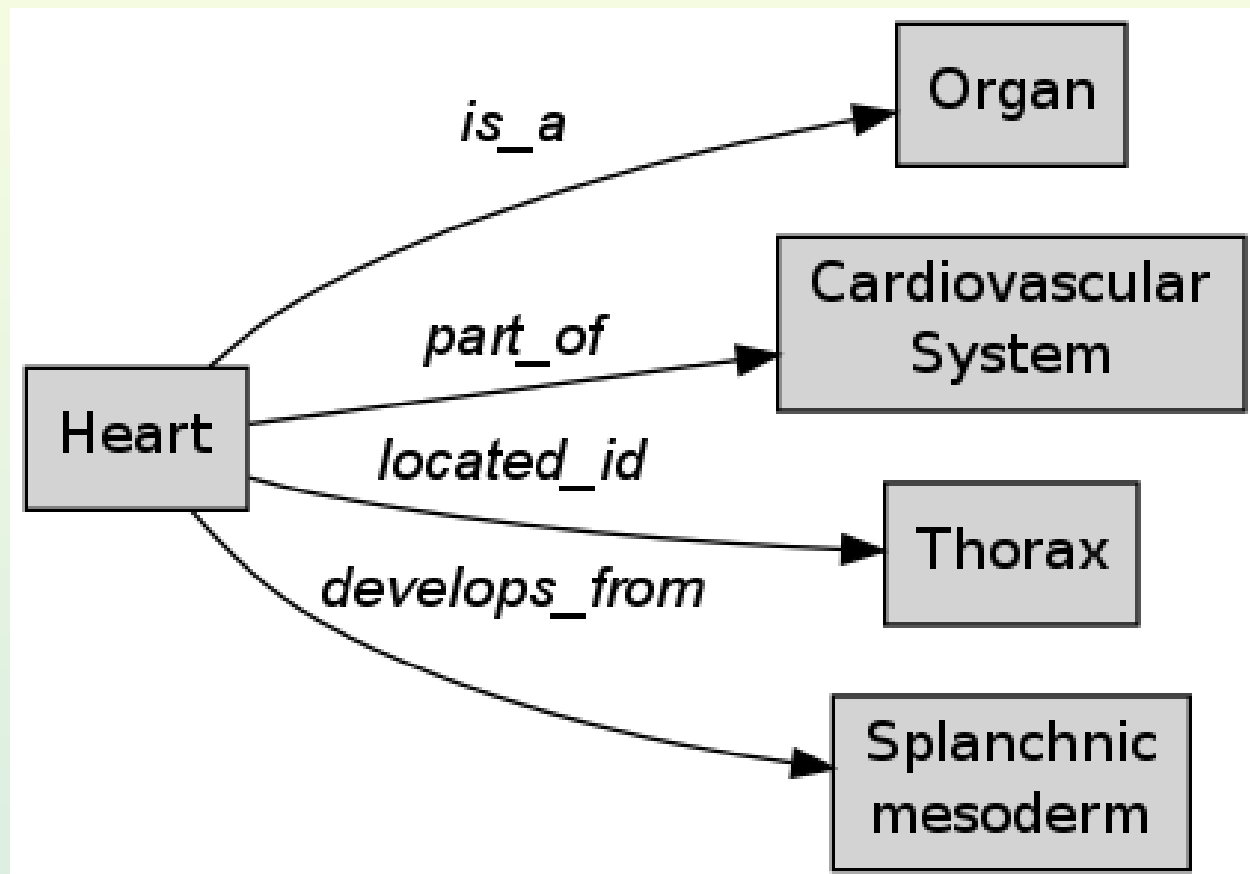 Organ
is_a
Cardiovascular
System
part_of
Heart
located_id
Thorax
develops_from
Splanchnic
mesoderm